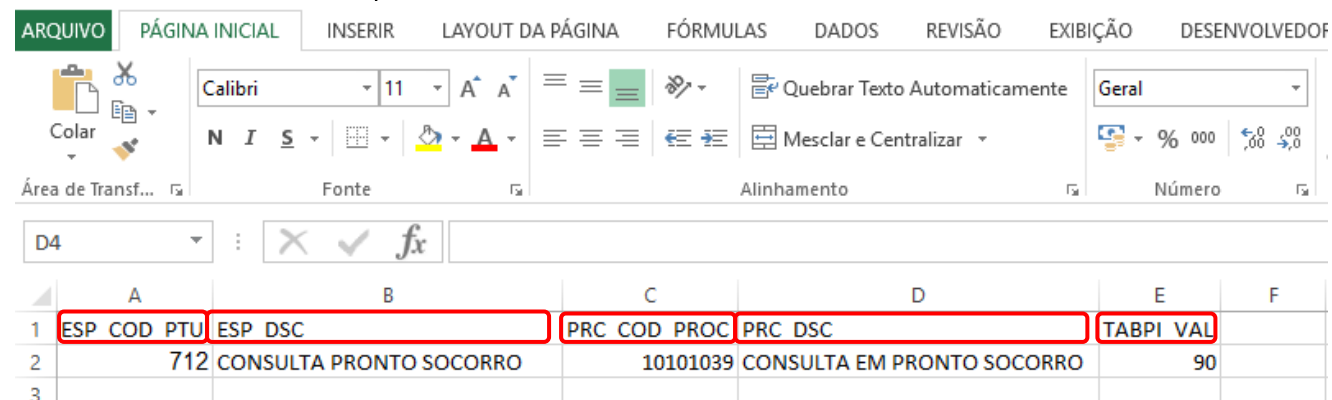 ARQUIVO PÁGINA INICIAL INSERIR LAYOUT DA PÁGINA FÓRMULAS DADOS REVISÃO EXIBIÇÃO DESENVOLVEDOR
Calibri 11 A A Quebrar Texto Automaticamente Geral
Colar N I S A Mesclar e Centralizar % 000 ,00 ,0
Área de Transf... Fonte Alinhamento Número
D4 fx
A B C D E F
1 ESP_COD_PTU ESP_DSC PRC_COD_PROC PRC_DSC TABPI_VAL
2 712 CONSULTA PRONTO SOCORRO 10101039 CONSULTA EM PRONTO SOCORRO 90
3